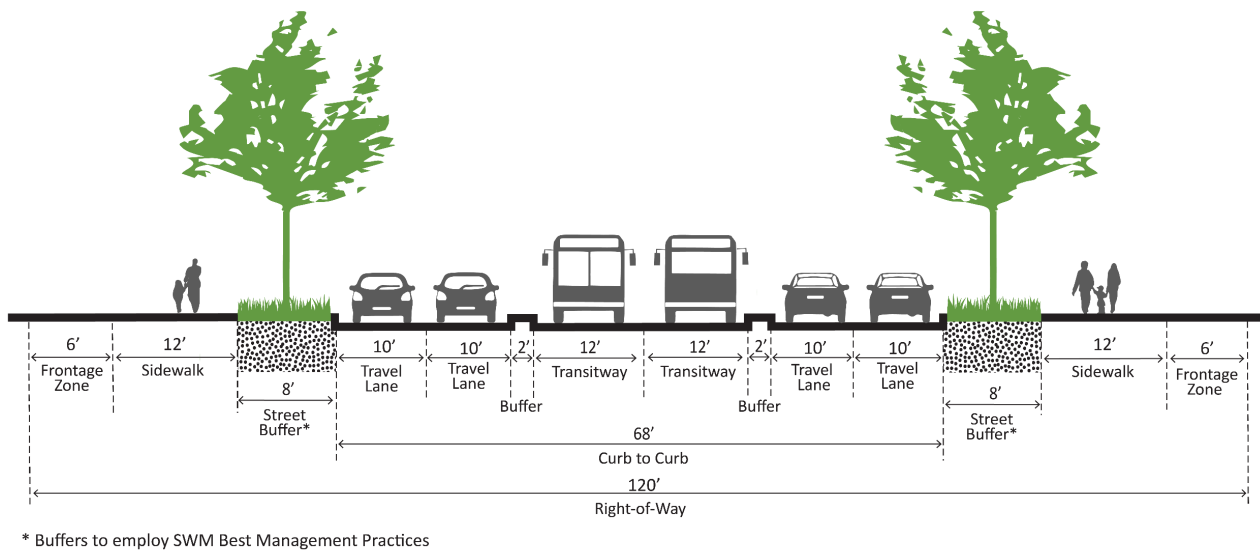 6’ 12’ 10’ 10’ 2’ 12’ 12’ 2’ 10’ 10’ 12’ 6’
Frontage
Zone
Sidewalk
Travel
Lane
Travel
Lane
Transitway
Transitway
Travel
Lane
Travel
Lane
Sidewalk
Frontage
Zone
8’
Street
Buffer*
Buffer
Buffer
8’
Street
Buffer*
68’
Curb to Curb
120’
Right-of-Way
* Buffers to employ SWM Best Management Practices